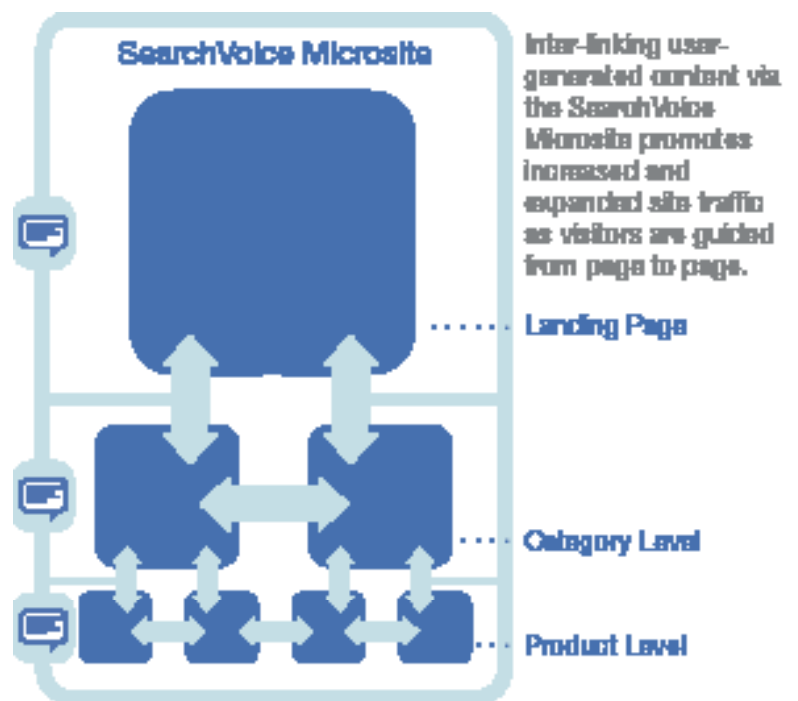 SearchVoice Microsite
Inter-linking user-
generated content via
the SearchVoice
Microsite promotes
increased and
expanded site traffic
as visitors are guided
from page to page.
Landing Page
Category Level
Product Level